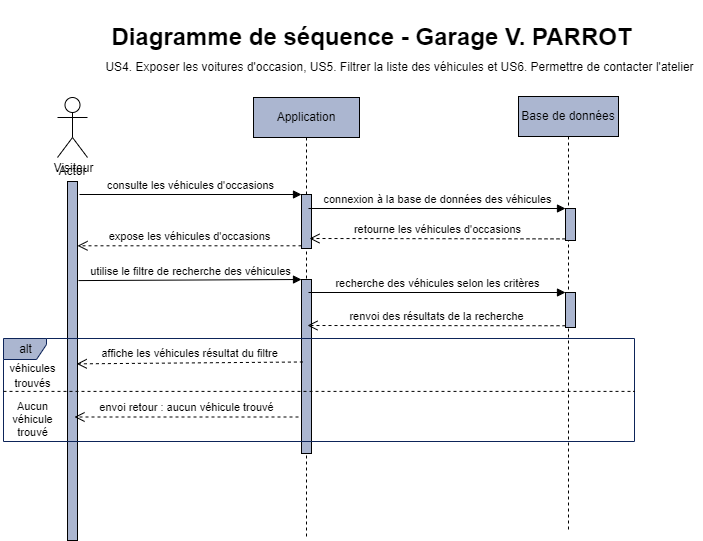 Diagramme de séquence - Garage V. PARROT
US4. Exposer les voitures d'occasion, US5. Filtrer la liste des véhicules et US6. Permettre de contacter l'atelier
Application
Base de données
Visiteur
Actor
consulte les véhicules d'occasions
connexion à la base de données des véhicules
retourne les véhicules d'occasions
expose les véhicules d'occasions
utilise le filtre de recherche des véhicules
recherche des véhicules selon les critères
renvoi des résultats de la recherche
alt
affiche les véhicules résultat du filtre
véhicules
trouvés
Aucun
véhicule
trouvé
envoi retour : aucun véhicule trouvé